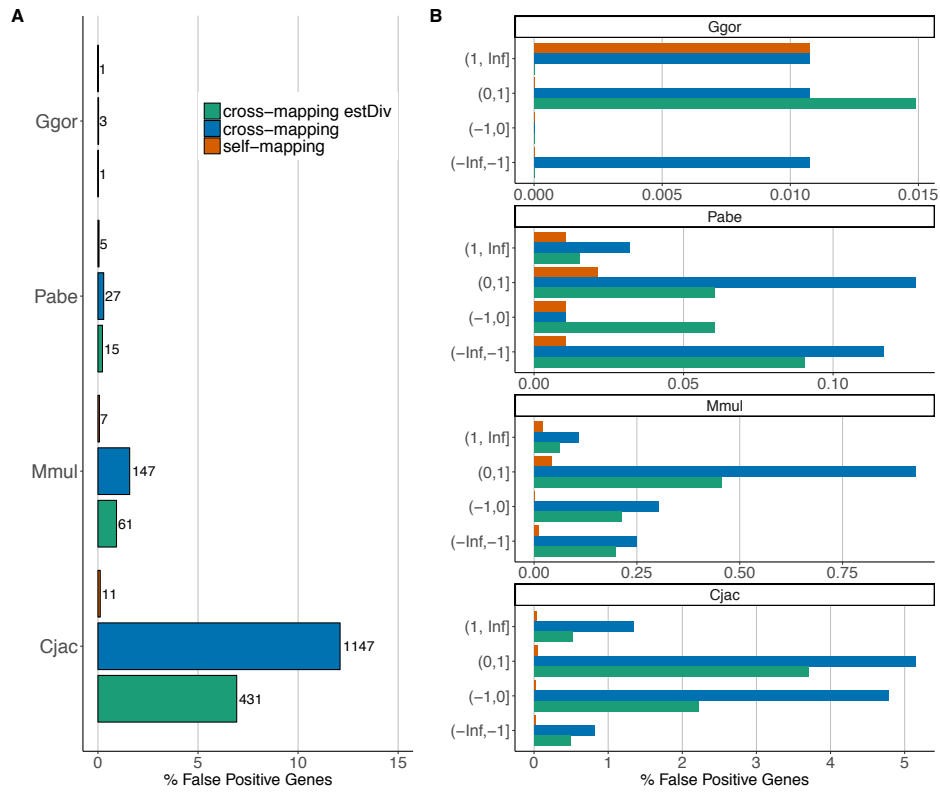 A
Ggor
Pabe
Mmul
Cjac
1
3
1
5
27
15
7
147
61
11
1147
431
cross−mapping estDiv
cross−mapping
self−mapping
0
5
10
15
% False Positive Genes
B
Ggor
(1, Inf]
(0,1]
(−1,0]
(−Inf,−1]
0.000
0.005
0.010
0.015
Pabe
(1, Inf]
(0,1]
(−1,0]
(−Inf,−1]
0.00
0.05
0.10
Mmul
(1, Inf]
(0,1]
(−1,0]
(−Inf,−1]
0.00
0.25
0.50
0.75
Cjac
(1, Inf]
(0,1]
(−1,0]
(−Inf,−1]
0
1
2
3
4
5
% False Positive Genes